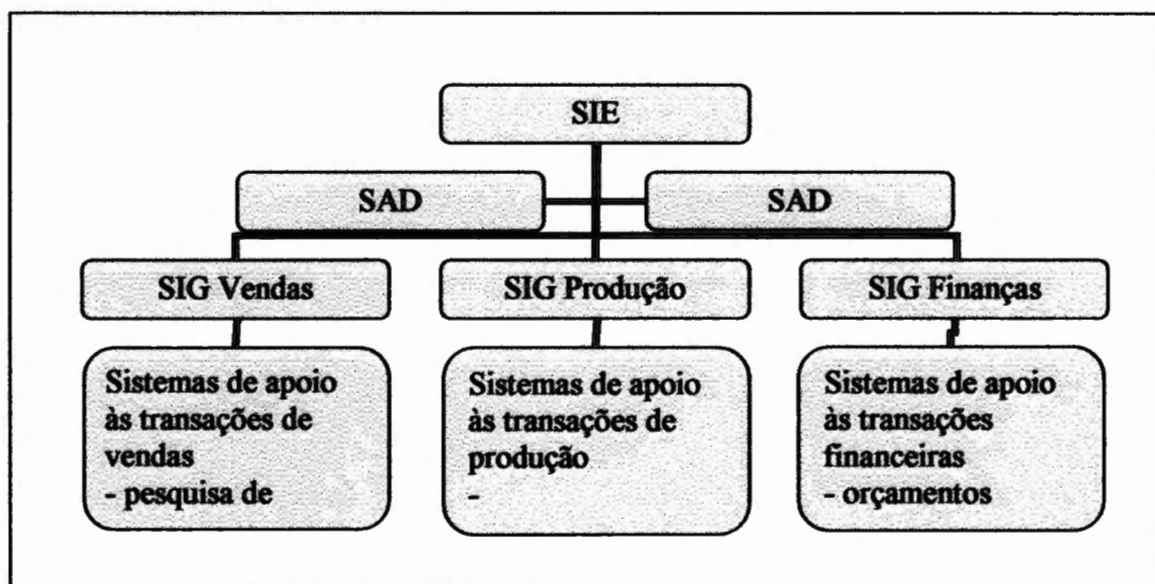 SIE
SAD
SAD
SIG Vendas
SIG Produção
SIG Finanças
Sistemas de apoio
às transações de
vendas
- pesquisa de
Sistemas de apoio
às transações de
produção
-
Sistemas de apoio
às transações
financeiras
- orçamentos